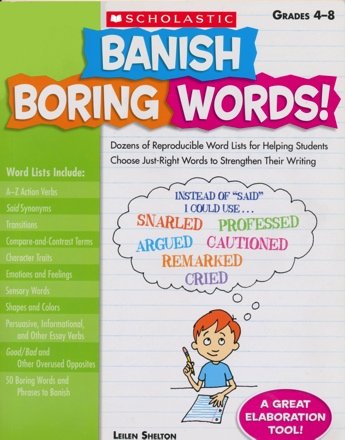 SCHOLASTIC
GRADES 4–8
BANISH
BORING WORDS!
Dozens of Reproducible Word Lists for Helping Students
Choose Just-Right Words to Strengthen Their Writing
Word Lists Include:
A–Z Action Verbs
Said Synonyms
Transitions
Compare-and-Contrast Terms
Character Traits
Emotions and Feelings
Sensory Words
Shapes and Colors
Persuasive, Informational,
and Other Essay Verbs
Good/Bad and
Other Overused Opposites
50 Boring Words and
Phrases to Banish
INSTEAD OF "SAID"
I COULD USE . . .
SNARLED PROFESSED
ARGUED CAUTIONED
REMARKED
CRIED
A GREAT
ELABORATION
TOOL!
LEILEN SHELTON